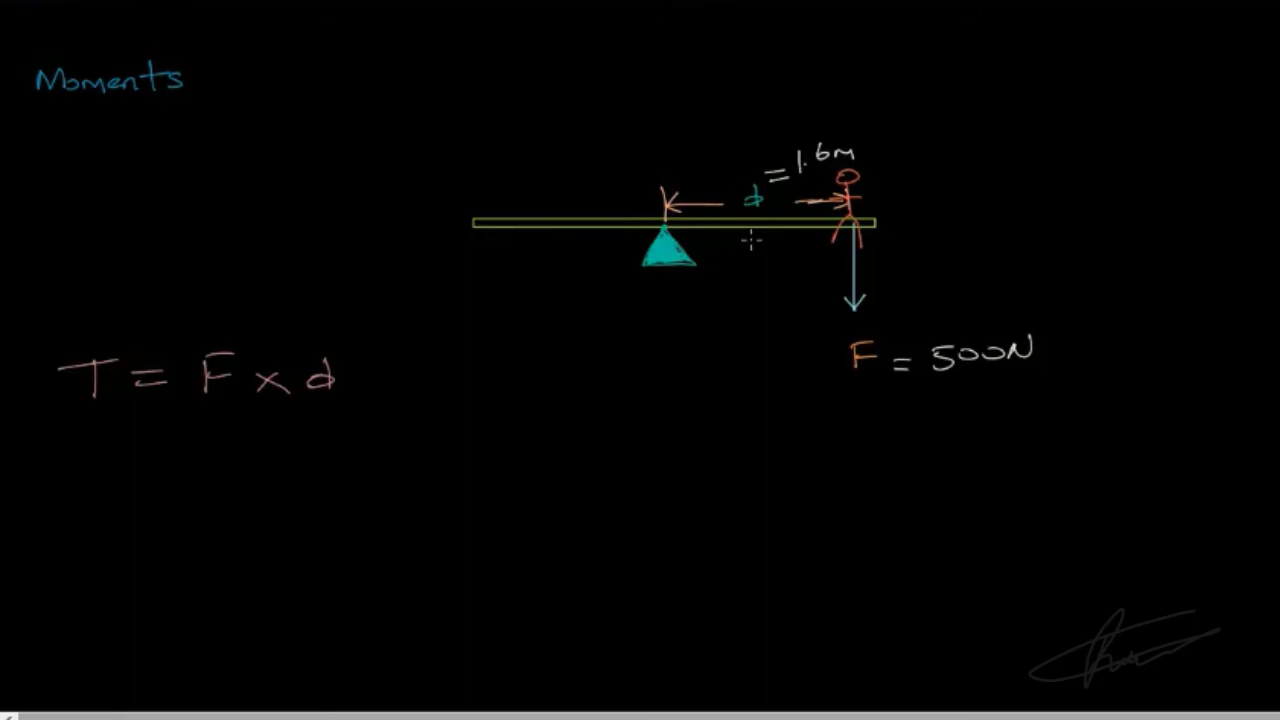 Moments
d = 1.6m
T = F x d
F = 500N